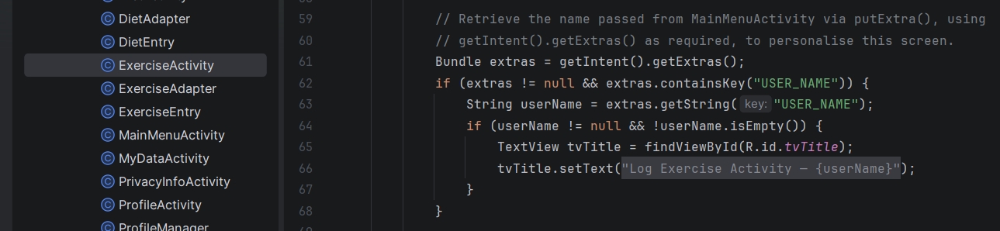 DietAdapter
DietEntry
ExerciseActivity
ExerciseAdapter
ExerciseEntry
MainMenuActivity
MyDataActivity
PrivacyInfoActivity
ProfileActivity
ProfileManager
59 // Retrieve the name passed from MainMenuActivity via putExtra(), using
60 // getIntent().getExtras() as required, to personalise this screen.
61 Bundle extras = getIntent().getExtras();
62 if (extras != null && extras.containsKey("USER_NAME")) {
63 String userName = extras.getString( key: "USER_NAME");
64 if (userName != null && !userName.isEmpty()) {
65 TextView tvTitle = findViewById(R.id.tvTitle);
66 tvTitle.setText("Log Exercise Activity — {userName}");
67 }
68 }